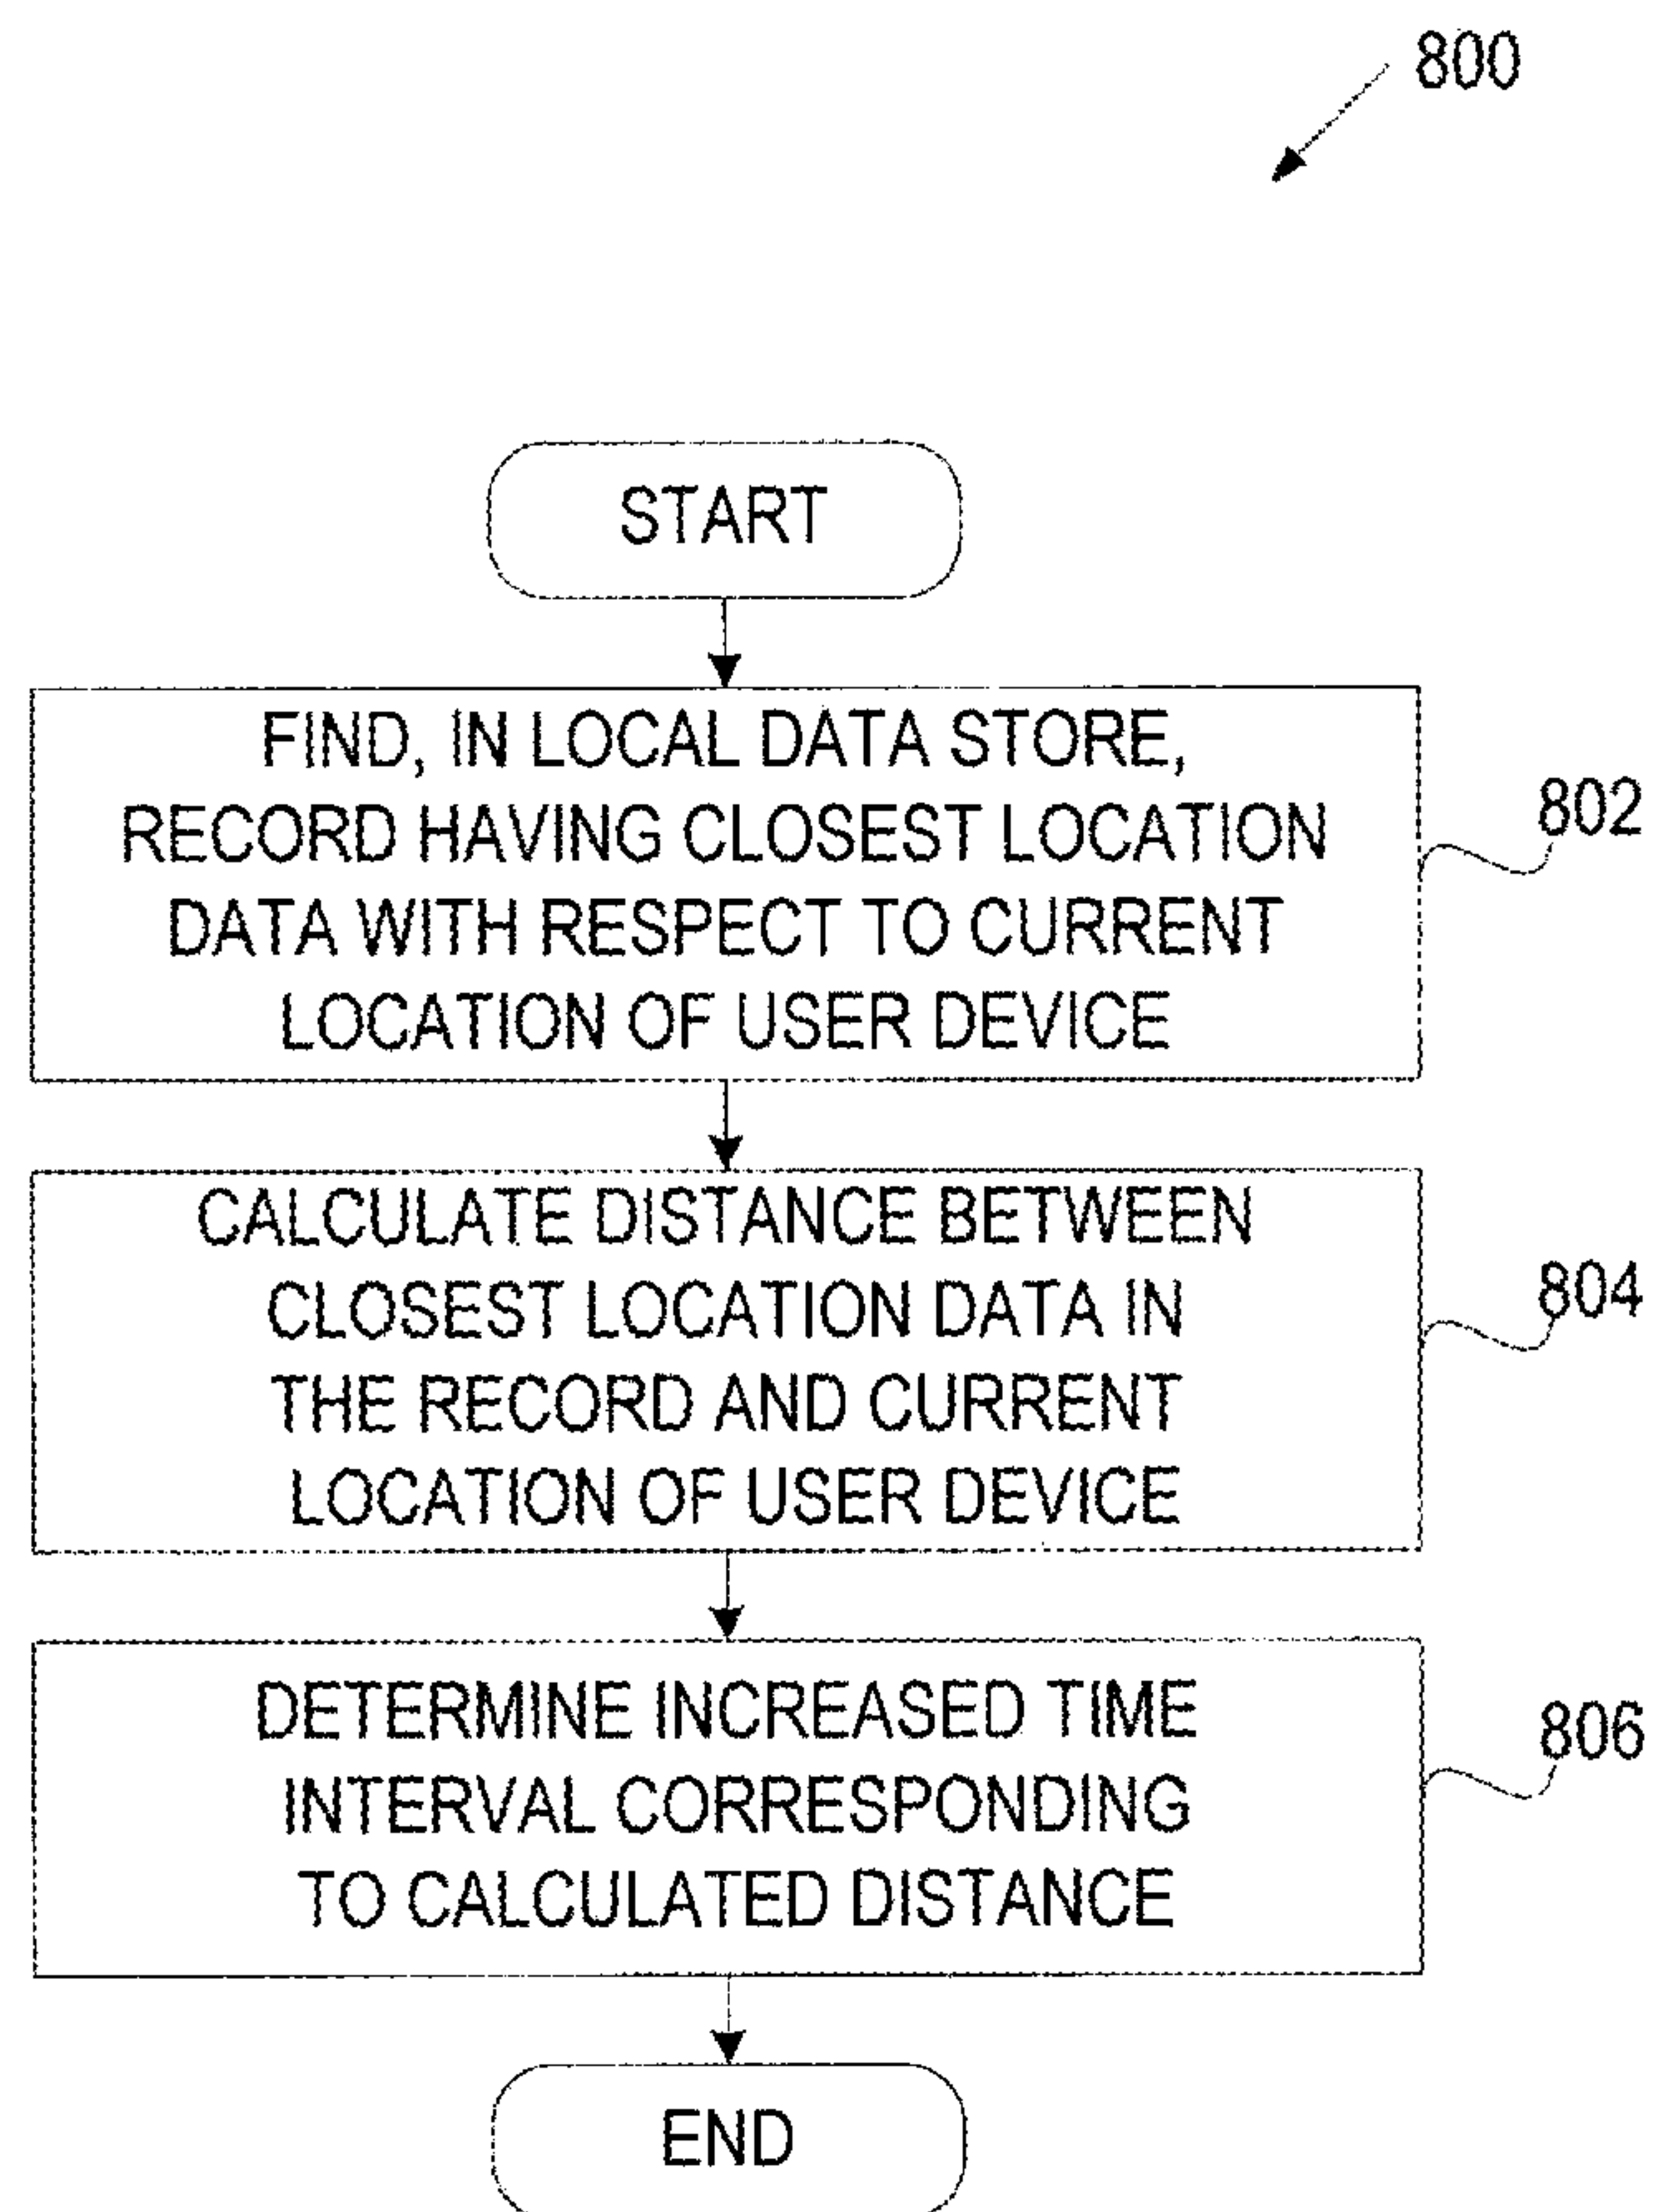 800
START
FIND, IN LOCAL DATA STORE,
RECORD HAVING CLOSEST LOCATION
DATA WITH RESPECT TO CURRENT
LOCATION OF USER DEVICE
802
CALCULATE DISTANCE BETWEEN
CLOSEST LOCATION DATA IN
THE RECORD AND CURRENT
LOCATION OF USER DEVICE
804
DETERMINE INCREASED TIME
INTERVAL CORRESPONDING
TO CALCULATED DISTANCE
806
END